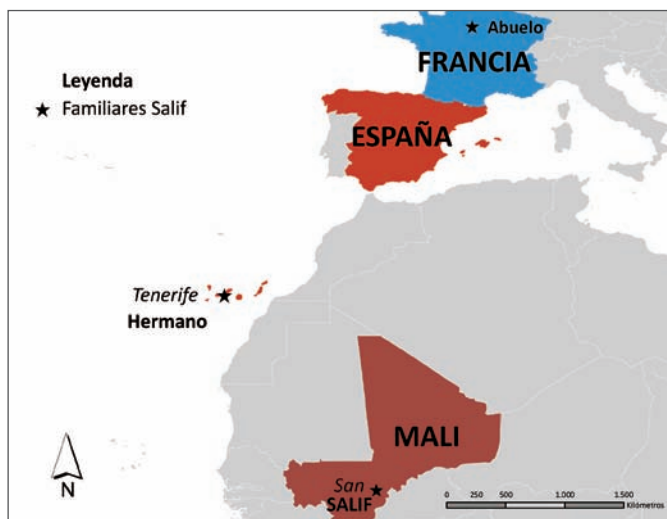 Abuelo
FRANCIA
Leyenda
Familiares Salif
ESPAÑA
Tenerife
Hermano
MALI
San
SALIF
N
0 250 500 1.000 1.500
Kilómetros